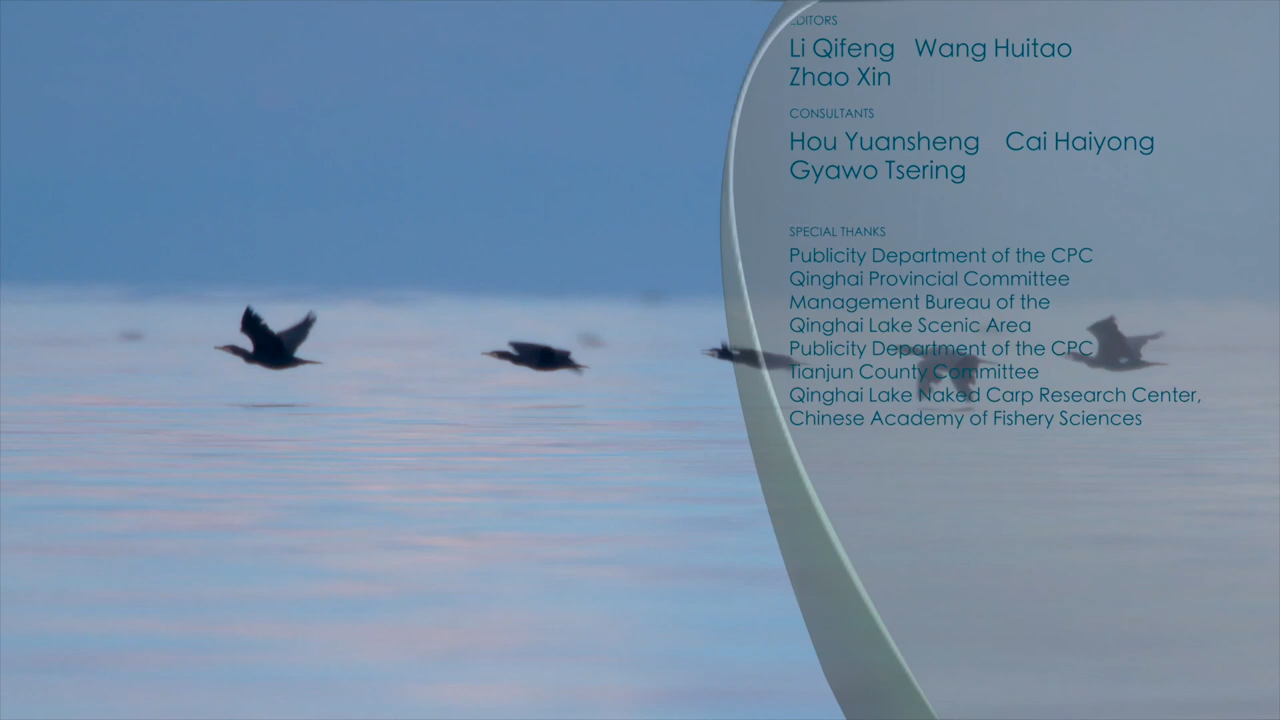 EDITORS
Li Qifeng Wang Huitao
Zhao Xin
CONSULTANTS
Hou Yuansheng Cai Haiyong
Gyawo Tsering
SPECIAL THANKS
Publicity Department of the CPC
Qinghai Provincial Committee
Management Bureau of the
Qinghai Lake Scenic Area
Publicity Department of the CPC
Tianjun County Committee
Qinghai Lake Naked Carp Research Center,
Chinese Academy of Fishery Sciences